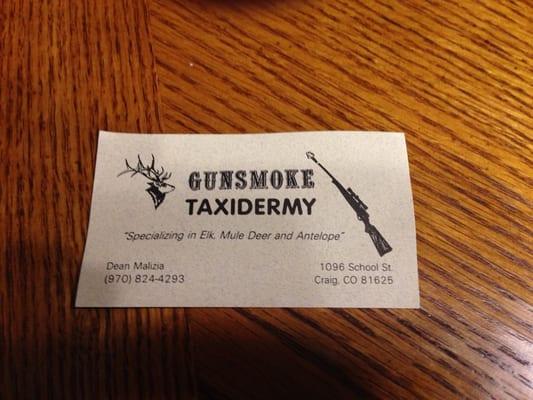 GUNSMOKE
TAXIDERMY
"Specializing in Elk, Mule Deer and Antelope"
Dean Malizia
(970) 824-4293
1096 School St.
Craig, CO 81625